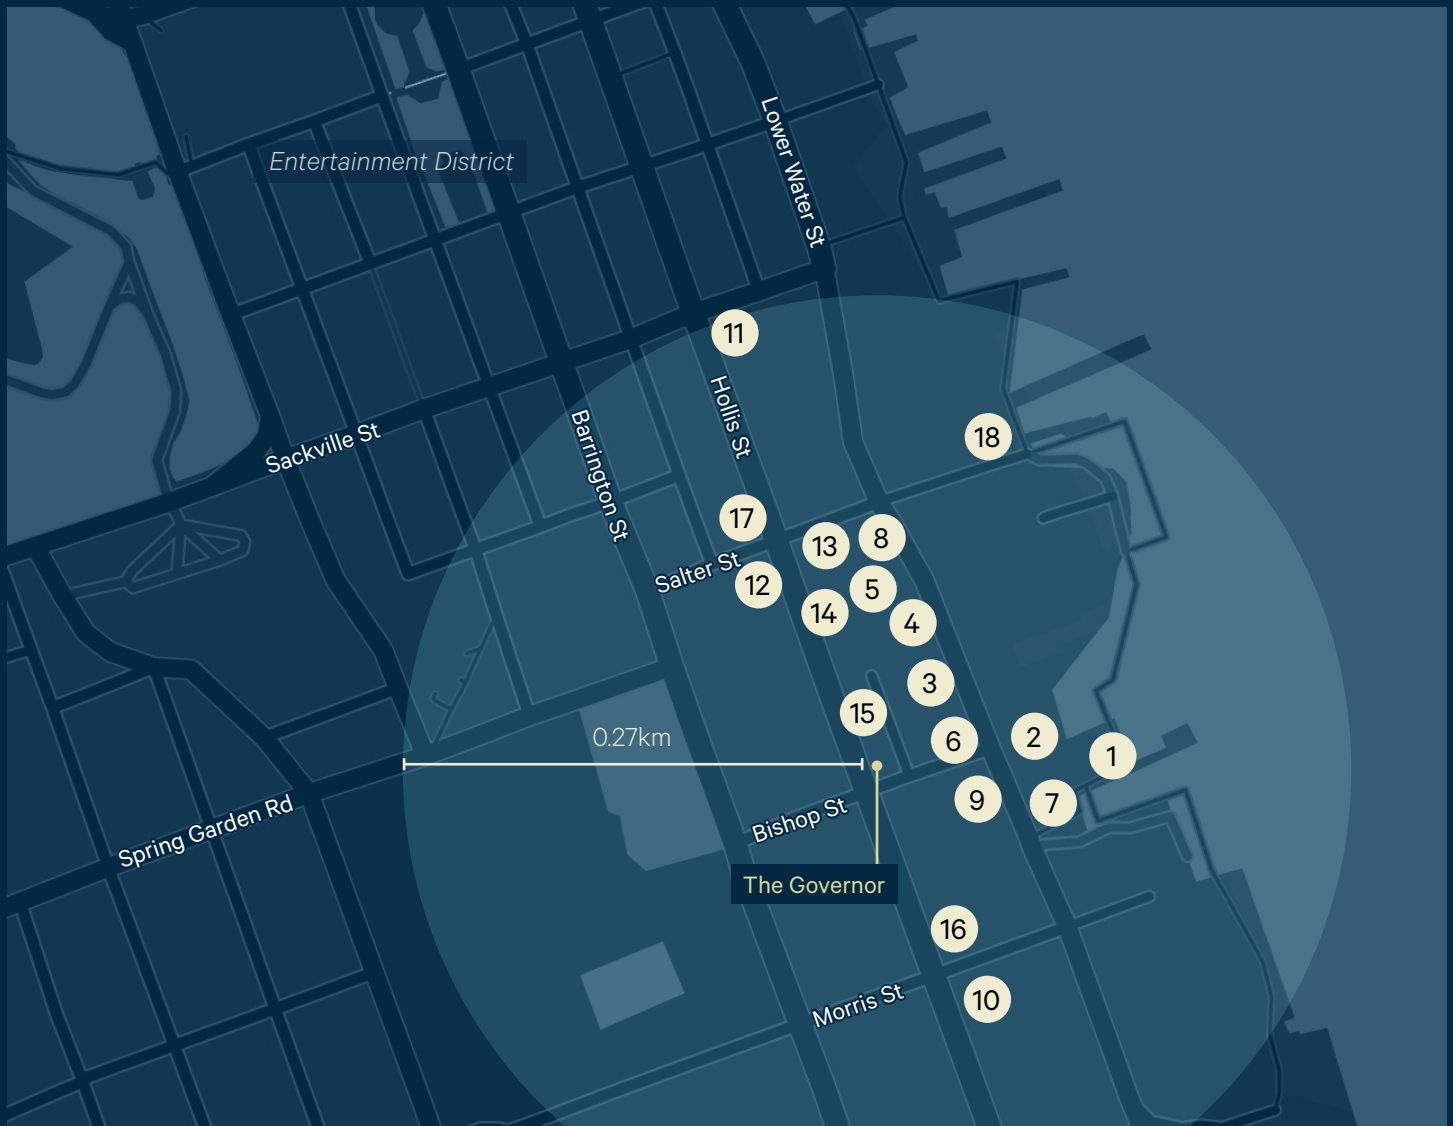 Lower Water St
Entertainment District
11
Hollis St
Sackville St
Barrington St
18
17
13
8
Salter St
12
5
14
4
3
15
0.27km
6
2
1
9
7
Bishop St
Spring Garden Rd
The Governor
16
Morris St
10